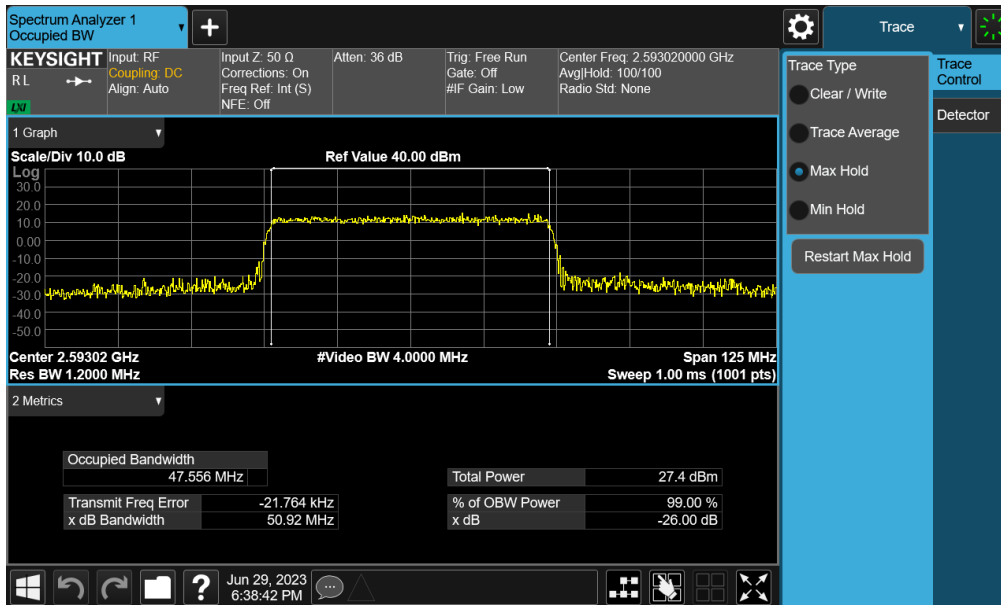 Spectrum Analyzer 1
Occupied BW
+
Trace
KEYSIGHT
R L
LXI
Input: RF
Coupling: DC
Align: Auto
Input Z: 50 Ω
Corrections: On
Freq Ref: Int (S)
NFE: Off
Atten: 36 dB
Trig: Free Run
Gate: Off
#IF Gain: Low
Center Freq: 2.593020000 GHz
Avg|Hold: 100/100
Radio Std: None
Trace Type
Clear / Write
Trace Average
Max Hold
Min Hold
Restart Max Hold
Trace
Control
Detector
1 Graph
Scale/Div 10.0 dB
Ref Value 40.00 dBm
Log
30.0
20.0
10.0
0.00
-10.0
-20.0
-30.0
-40.0
-50.0
Center 2.59302 GHz
#Video BW 4.0000 MHz
Span 125 MHz
Res BW 1.2000 MHz
Sweep 1.00 ms (1001 pts)
2 Metrics
Occupied Bandwidth
47.556 MHz
Total Power 27.4 dBm
Transmit Freq Error -21.764 kHz
% of OBW Power 99.00 %
x dB Bandwidth 50.92 MHz
x dB -26.00 dB
?
Jun 29, 2023
6:38:42 PM